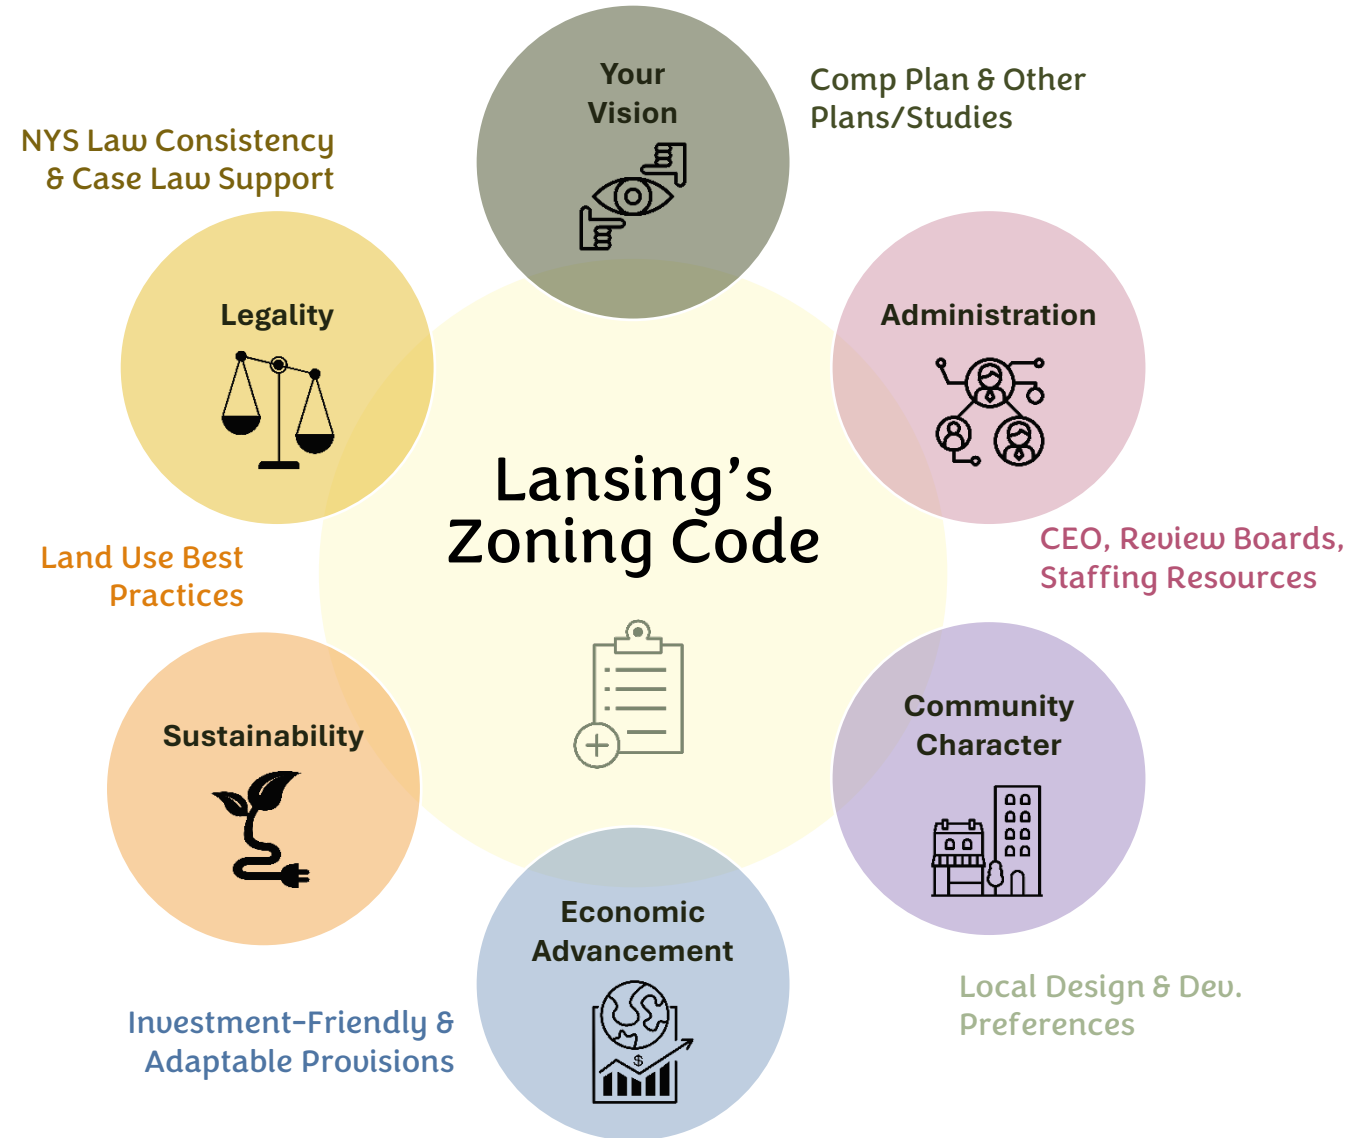 Your
Vision
Comp Plan & Other
Plans/Studies
NYS Law Consistency
& Case Law Support
Legality
Administration
Lansing’s
Zoning Code
CEO, Review Boards,
Staffing Resources
Land Use Best
Practices
Sustainability
Community
Character
Economic
Advancement
$
Local Design & Dev.
Preferences
Investment-Friendly &
Adaptable Provisions